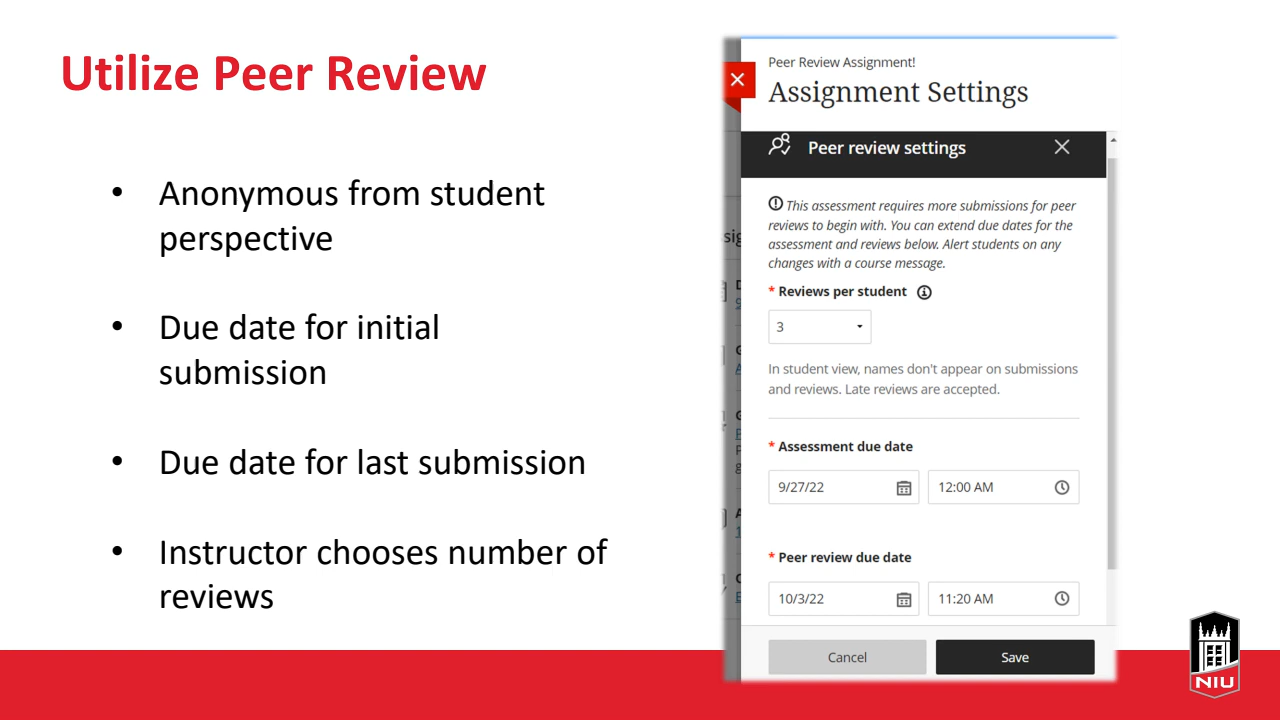 Utilize Peer Review
• Anonymous from student
perspective
• Due date for initial
submission
• Due date for last submission
• Instructor chooses number of
reviews
Peer Review Assignment!
Assignment Settings
Peer review settings
This assessment requires more submissions for peer
reviews to begin with. You can extend due dates for the
assessment and reviews below. Alert students on any
changes with a course message.
* Reviews per student
3
In student view, names don't appear on submissions
and reviews. Late reviews are accepted.
* Assessment due date
9/27/22 12:00 AM
* Peer review due date
10/3/22 11:20 AM
Cancel Save
NIU